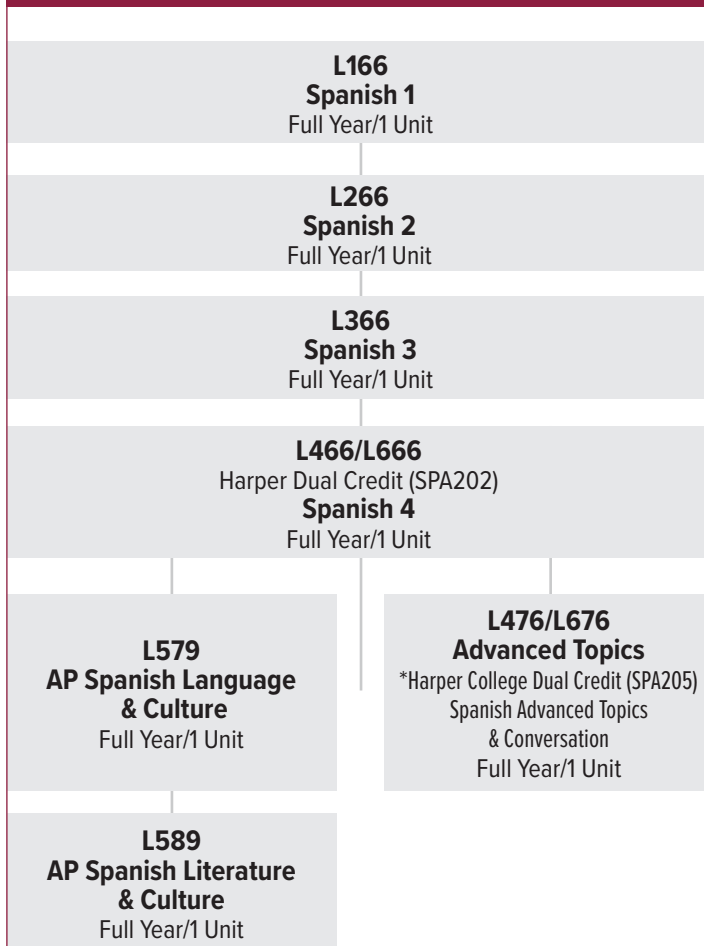 L166
Spanish 1
Full Year/1 Unit
L266
Spanish 2
Full Year/1 Unit
L366
Spanish 3
Full Year/1 Unit
L466/L666
Harper Dual Credit (SPA202)
Spanish 4
Full Year/1 Unit
L579
AP Spanish Language
& Culture
Full Year/1 Unit
L476/L676
Advanced Topics
*Harper College Dual Credit (SPA205)
Spanish Advanced Topics
& Conversation
Full Year/1 Unit
L589
AP Spanish Literature
& Culture
Full Year/1 Unit